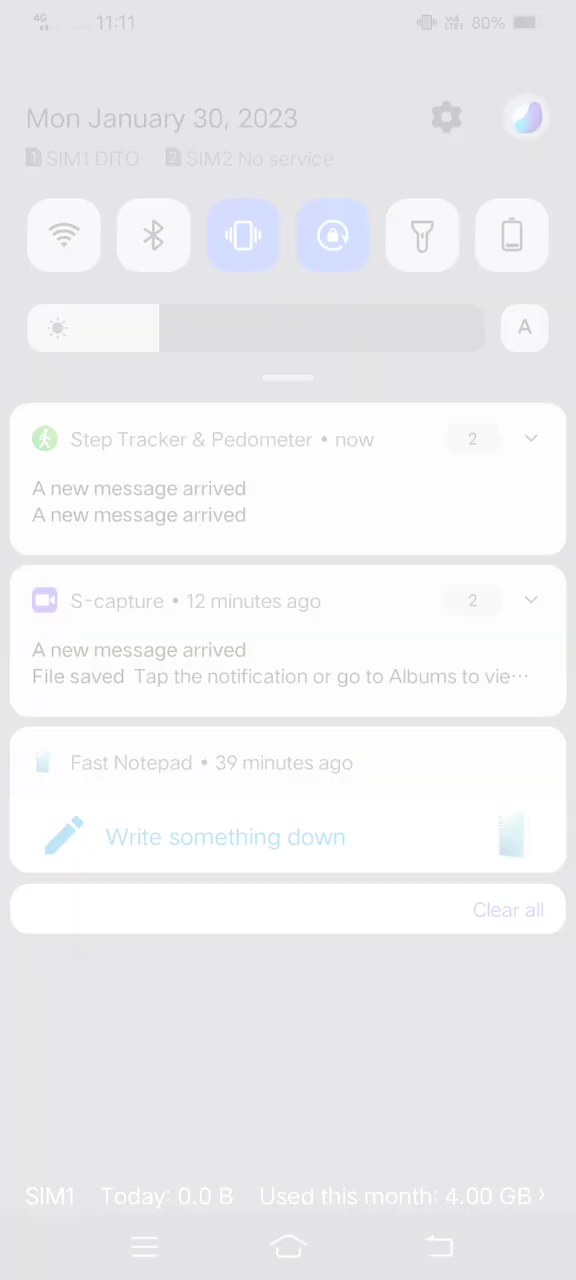 4G 11:11 VoLTE1 80%
Mon January 30, 2023
1 SIM1 DITO 2 SIM2 No service
A
Step Tracker & Pedometer • now 2
A new message arrived
A new message arrived
S-capture • 12 minutes ago 2
A new message arrived
File saved Tap the notification or go to Albums to vie···
Fast Notepad • 39 minutes ago
Write something down
Clear all
SIM1 Today: 0.0 B Used this month: 4.00 GB ›